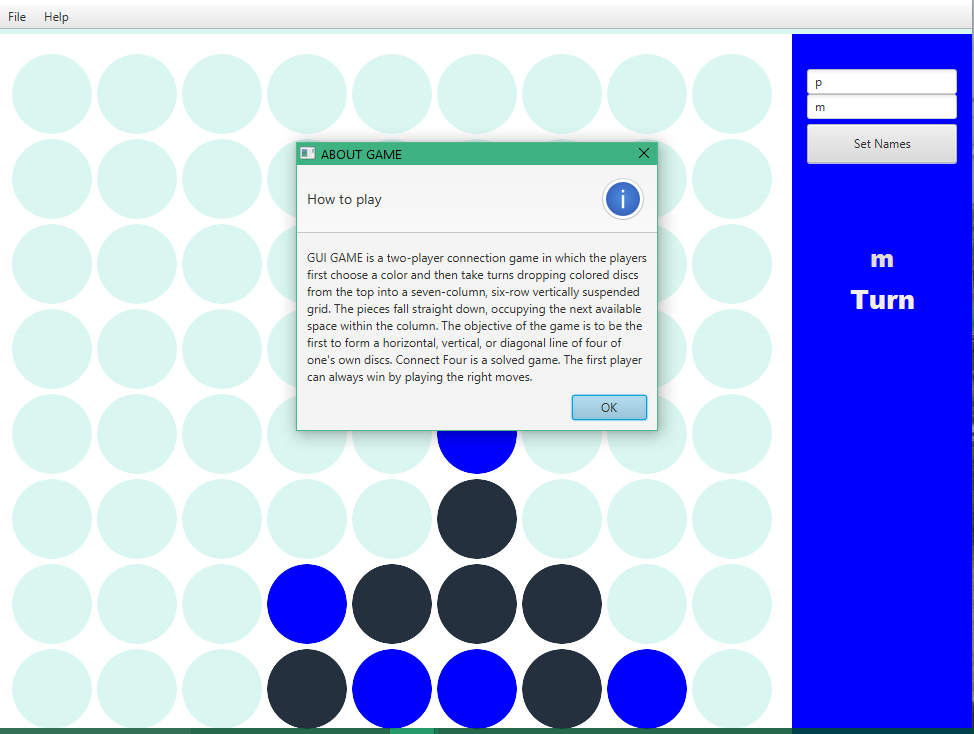 File Help
p
m
Set Names
m
Turn
ABOUT GAME
How to play
GUI GAME is a two-player connection game in which the players
first choose a color and then take turns dropping colored discs
from the top into a seven-column, six-row vertically suspended
grid. The pieces fall straight down, occupying the next available
space within the column. The objective of the game is to be the
first to form a horizontal, vertical, or diagonal line of four of
one's own discs. Connect Four is a solved game. The first player
can always win by playing the right moves.
OK